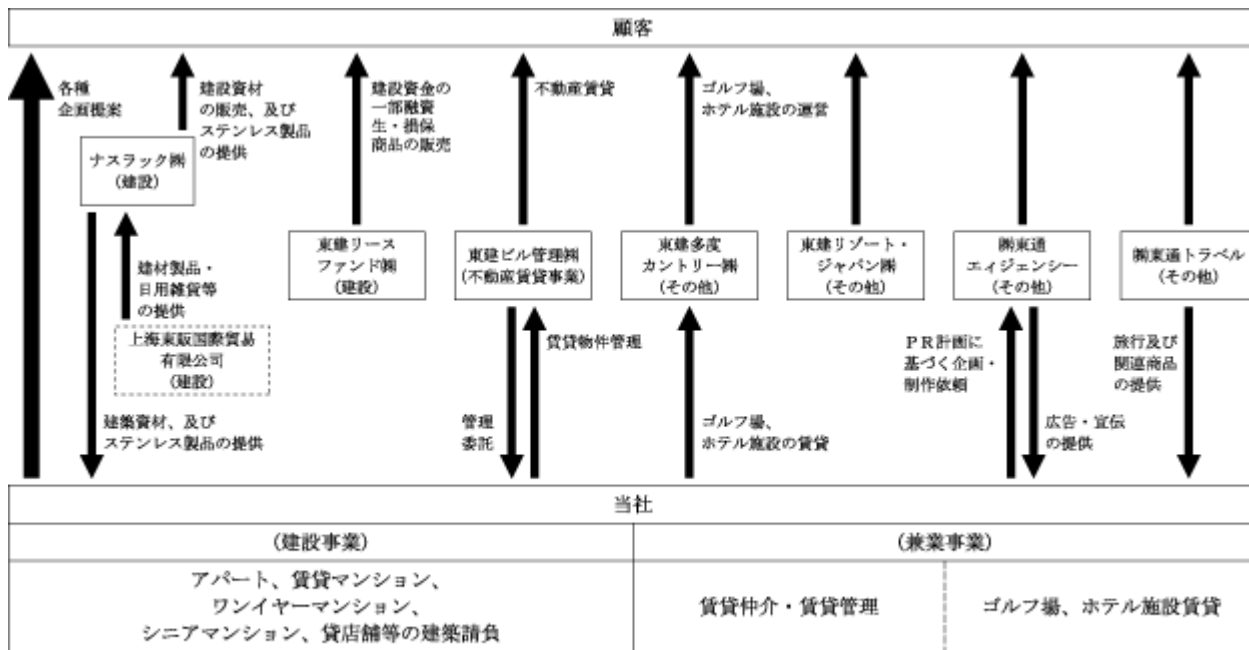 顧客
各種
企画提案
建設資材
の販売、及び
ステンレス製品
の提供
建設資金の
一部融資
生・損保
商品の販売
不動産賃貸
ゴルフ場、
ホテル施設の運営
ナスラック㈱
(建設)
東建リース
ファンド㈱
(建設)
東建ビル管理㈱
(不動産賃貸事業)
東建多度
カントリー㈱
(その他)
東建リゾート・
ジャパン㈱
(その他)
㈱東通
エィジェンシー
(その他)
㈱東通トラベル
(その他)
建材製品・
日用雑貨等
の提供
上海東販国際貿易
有限公司
(建設)
建築資材、及び
ステンレス製品の提供
賃貸物件管理
管理
委託
ゴルフ場、
ホテル施設の賃貸
PR計画に
基づく企画・
制作依頼
広告・宣伝
の提供
旅行及び
関連商品
の提供
当社
(建設事業)
(兼業事業)
アパート、賃貸マンション、
ワンイヤーマンション、
シニアマンション、貸店舗等の建築請負
賃貸仲介・賃貸管理
ゴルフ場、ホテル施設賃貸